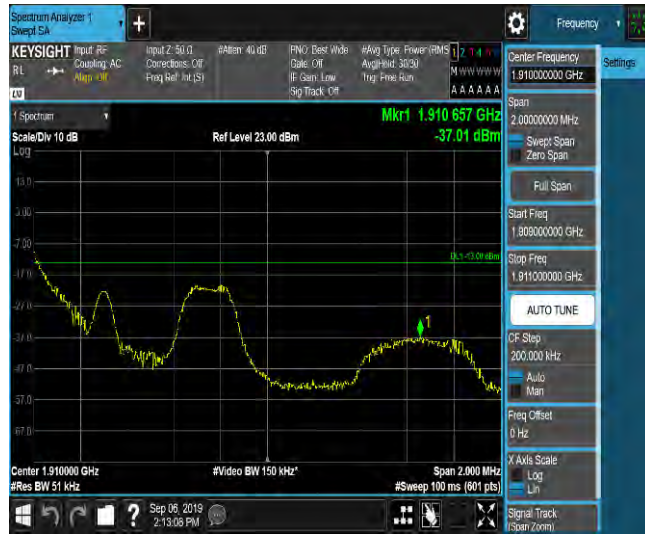 Spectrum Analyzer 1
Swept SA
+
Frequency
Settings
KEYSIGHT
Input: RF
Coupling: AC
Align: Off
RL
LXI
Input Z: 50 Ω
Corrections: Off
Freq Ref: Int (S)
#Atten: 40 dB
PNO: Best Wide
Gate: Off
IF Gain: Low
Sig Track: Off
#Avg Type: Power (RMS
Avg|Hold: 30/30
Trig: Free Run
M W W W W W
A A A A A A
1 Spectrum
Scale/Div 10 dB
Log
Ref Level 23.00 dBm
Mkr1 1.910 657 GHz
-37.01 dBm
13.0
3.00
-7.00
DL1 -13.00 dBm
-17.0
-27.0
-37.0
-47.0
-57.0
-67.0
1
Center 1.910000 GHz
#Res BW 51 kHz
#Video BW 150 kHz*
Span 2.000 MHz
#Sweep 100 ms (601 pts)
Center Frequency
1.910000000 GHz
Span
2.00000000 MHz
Swept Span
Zero Span
Full Span
Start Freq
1.909000000 GHz
Stop Freq
1.911000000 GHz
AUTO TUNE
CF Step
200.000 kHz
Auto
Man
Freq Offset
0 Hz
X Axis Scale
Log
Lin
Signal Track
(Span Zoom)
?
Sep 06, 2019
2:13:08 PM